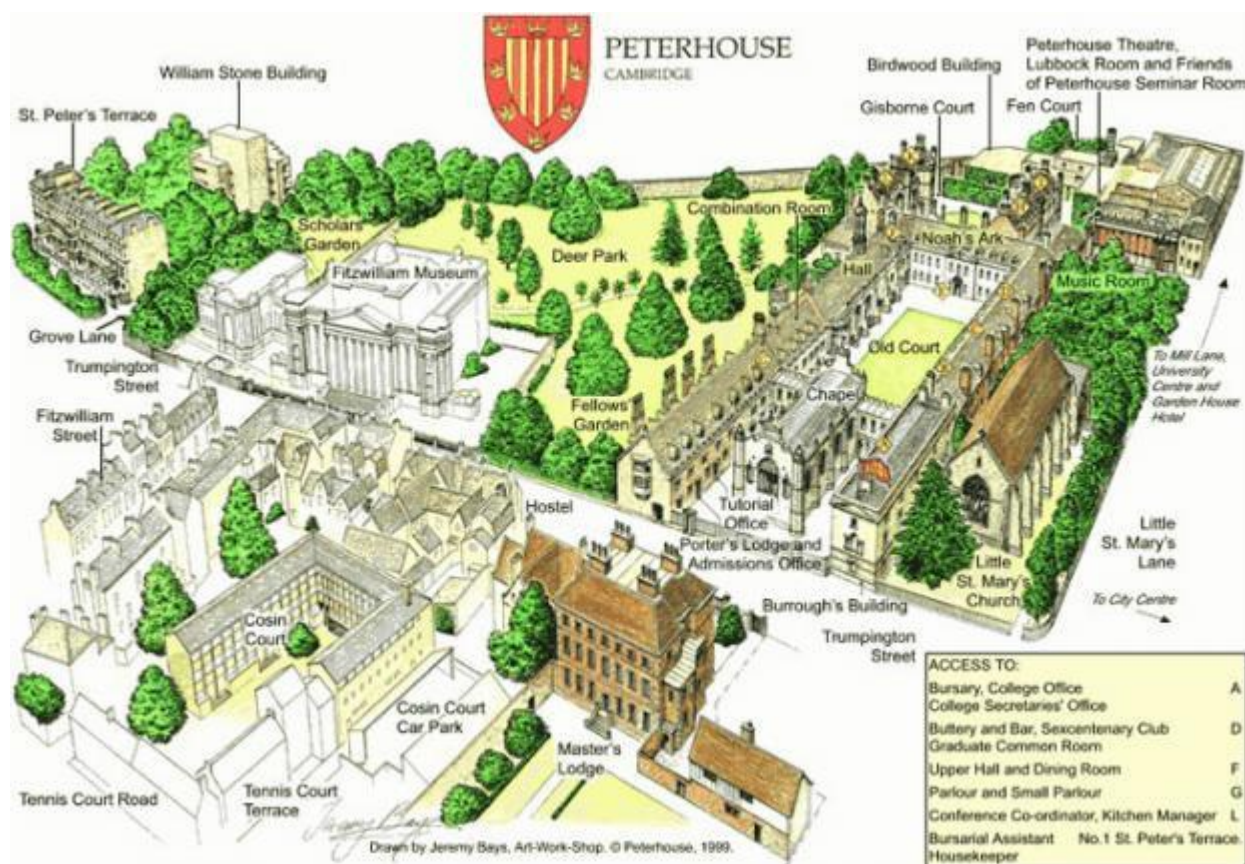 PETERHOUSE
CAMBRIDGE
William Stone Building
St. Peter's Terrace
Birdwood Building
Gisborne Court
Peterhouse Theatre,
Lubbock Room and Friends
of Peterhouse Seminar Room
Fen Court
Scholars
Garden
Combination Room
Noah's Ark
Deer Park
Hall
Fitzwilliam Museum
Music Room
Grove Lane
Trumpington
Street
Old Court
To Mill Lane,
University
Centre and
Garden House
Hotel
Chapel
Fitzwilliam
Street
Fellows
Garden
Hostel
Tutorial
Office
Porter's Lodge and
Admissions Office
Little
St. Mary's
Lane
Little
St. Mary's
Church
Burrough's Building
To City Centre
Cosin
Court
Trumpington
Street
Cosin Court
Car Park
Master's
Lodge
Tennis Court Road
Tennis Court
Terrace
Jeremy Bays
Drawn by Jeremy Bays, Art-Work-Shop. © Peterhouse, 1999.
ACCESS TO:
Bursary, College Office A
College Secretaries' Office
Buttery and Bar, Sexcentenary Club D
Graduate Common Room
Upper Hall and Dining Room F
Parlour and Small Parlour G
Conference Co-ordinator, Kitchen Manager L
Bursarial Assistant No.1 St. Peter's Terrace
Housekeeper